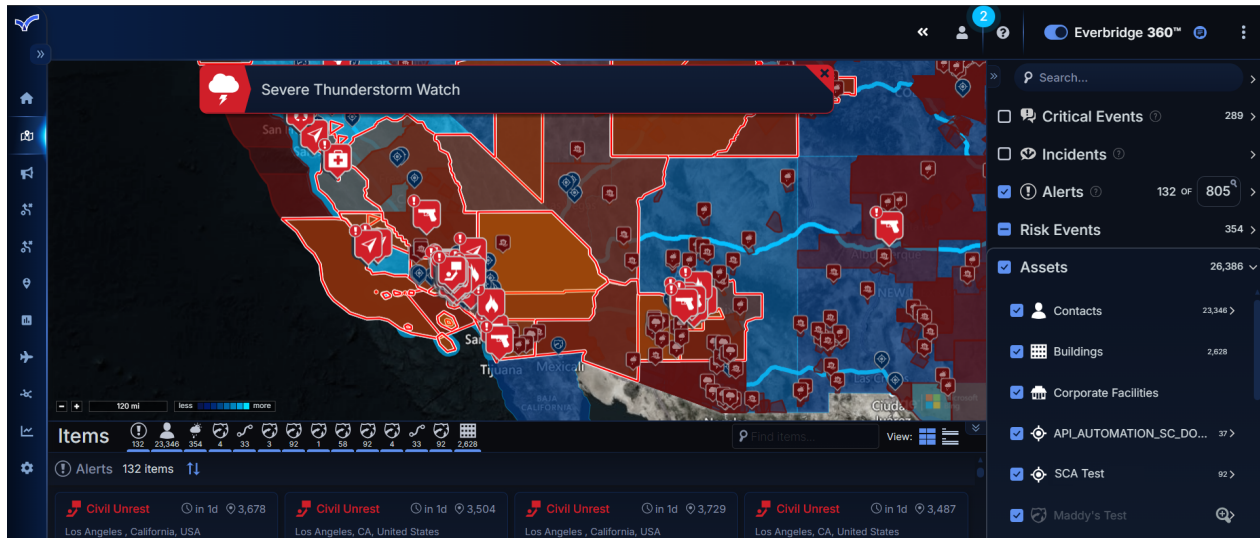 2
Everbridge 360™
Severe Thunderstorm Watch
Search...
Critical Events 289
Incidents
Alerts 132 OF 805
Risk Events 354
Assets 26,386
Contacts 23,346
Buildings 2,628
Corporate Facilities
API_AUTOMATION_SC_DO... 37
SCA Test 92
Maddy's Test
Tijuana
Mexicali
BAJA
CALIFORNIA
NEW
Ciuda
120 mi
less more
Items
132 23,346 354 4 33 3 92 1 58 92 4 33 92 2,628
Find items...
View:
Alerts 132 items
Civil Unrest in 1d 3,678
Los Angeles , California, USA
Civil Unrest in 1d 3,504
Los Angeles, CA, United States
Civil Unrest in 1d 3,729
Los Angeles , California, USA
Civil Unrest in 1d 3,487
Los Angeles, CA, United States